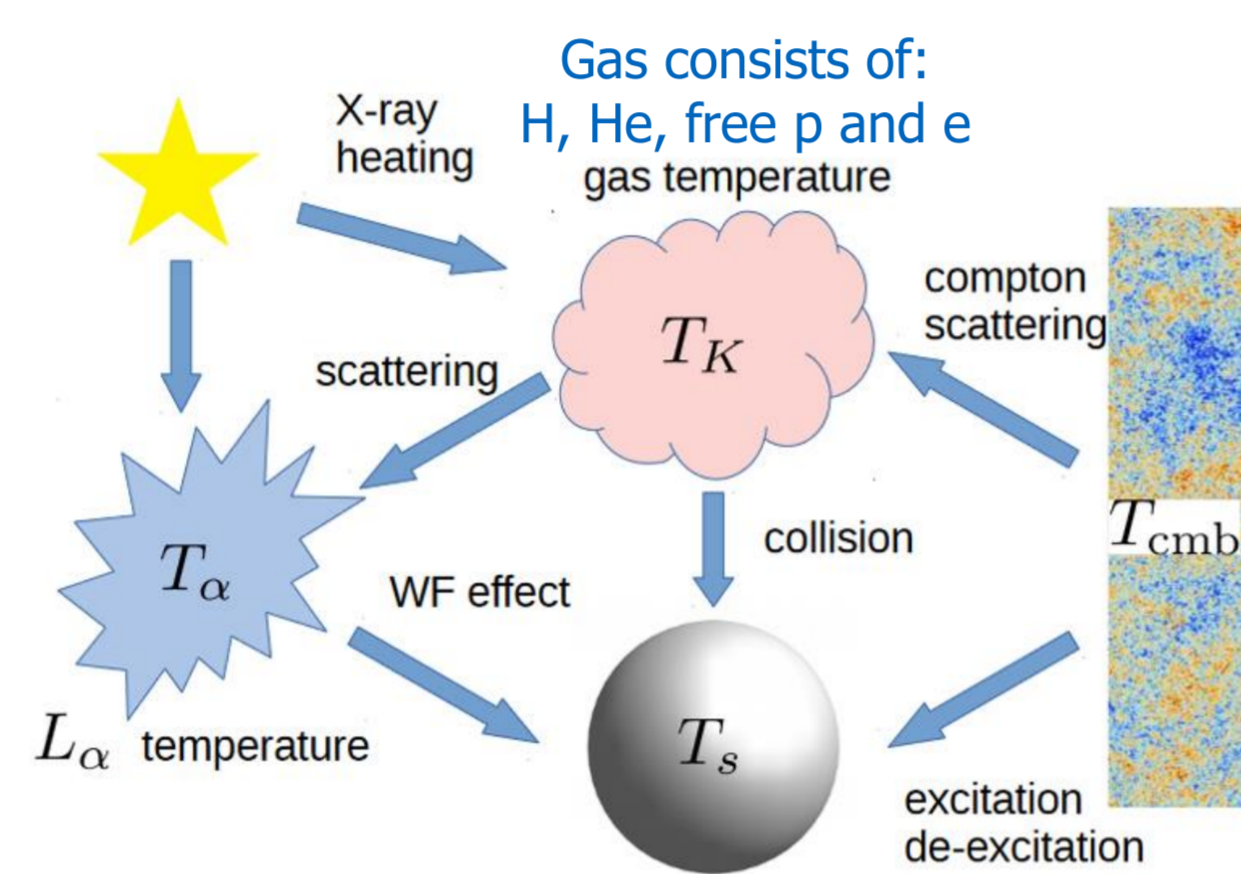 Gas consists of:
H, He, free p and e
X-ray
heating
gas temperature
compton
scattering
T_K
scattering
T_cmb
collision
T_α
WF effect
T_s
L_α temperature
excitation
de-excitation